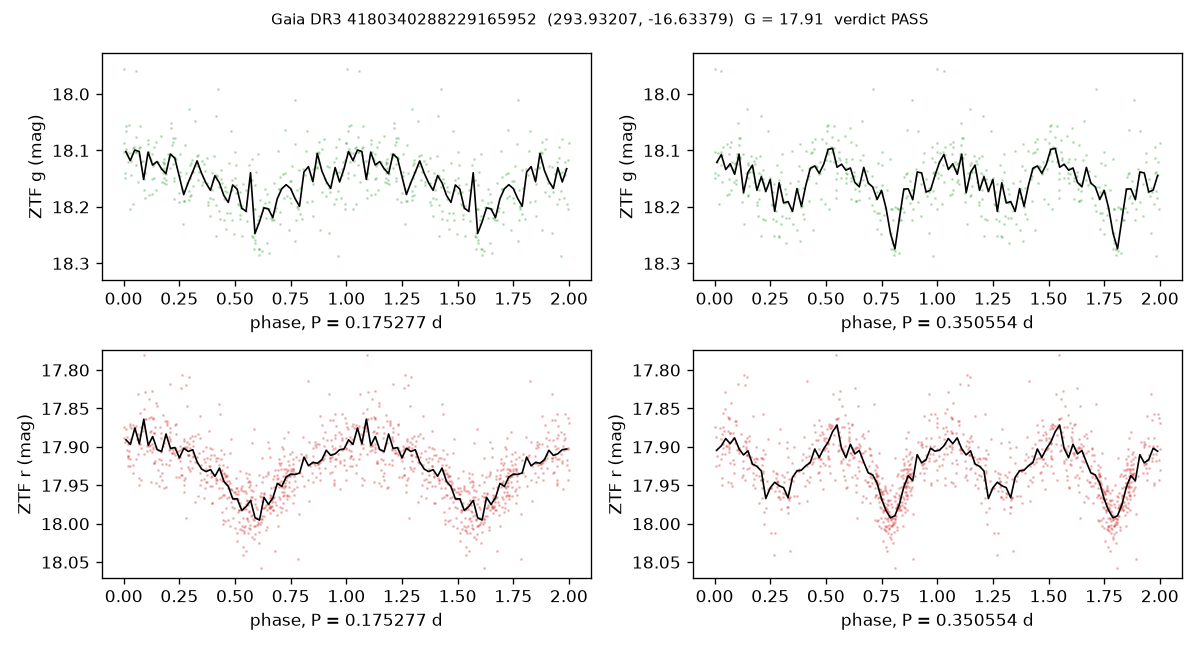 Gaia DR3 4180340288229165952 (293.93207, -16.63379) G = 17.91 verdict PASS
ZTF g (mag)
18.0
18.1
18.2
18.3
0.00 0.25 0.50 0.75 1.00 1.25 1.50 1.75 2.00
phase, P = 0.175277 d
ZTF g (mag)
18.0
18.1
18.2
18.3
0.00 0.25 0.50 0.75 1.00 1.25 1.50 1.75 2.00
phase, P = 0.350554 d
ZTF r (mag)
17.80
17.85
17.90
17.95
18.00
18.05
0.00 0.25 0.50 0.75 1.00 1.25 1.50 1.75 2.00
phase, P = 0.175277 d
ZTF r (mag)
17.80
17.85
17.90
17.95
18.00
18.05
0.00 0.25 0.50 0.75 1.00 1.25 1.50 1.75 2.00
phase, P = 0.350554 d